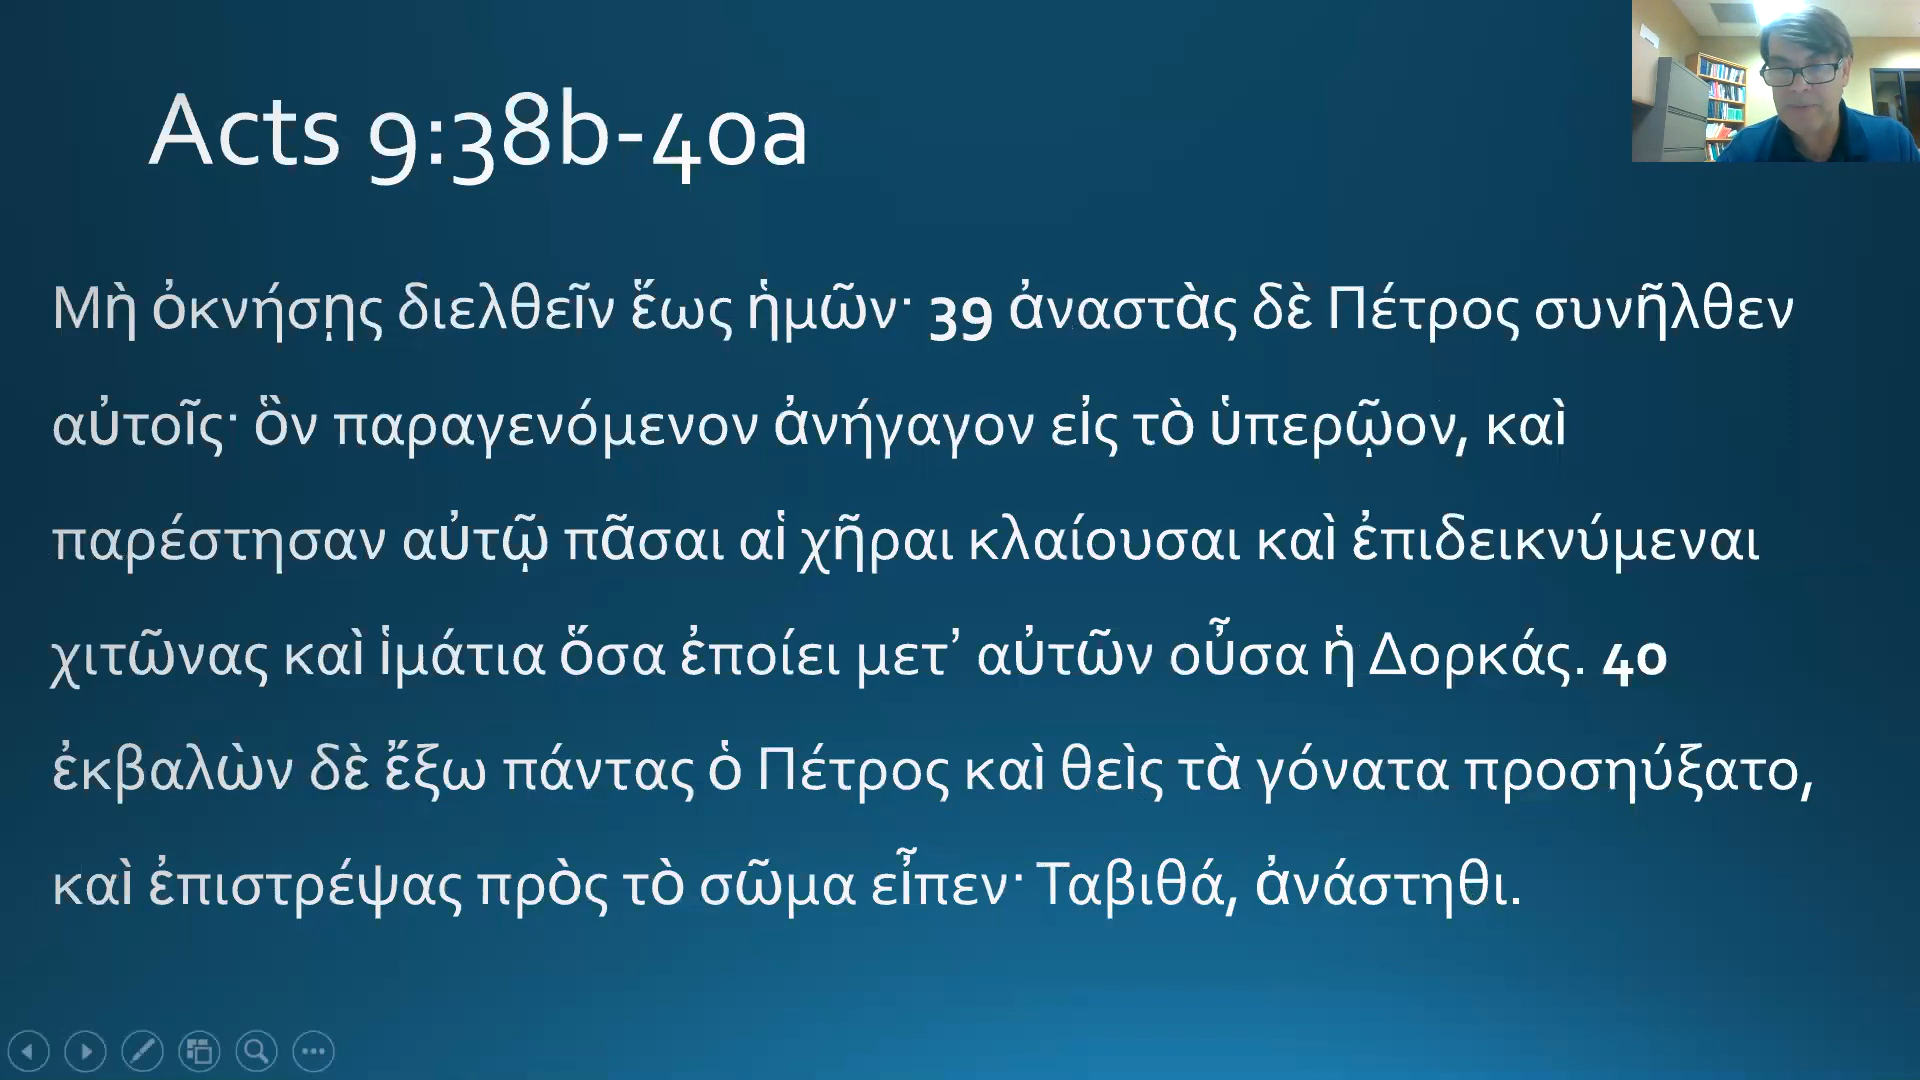 Acts 9:38b-40a
Μὴ ὀκνήσῃς διελθεῖν ἕως ἡμῶν· 39 ἀναστὰς δὲ Πέτρος συνῆλθεν
αὐτοῖς· ὃν παραγενόμενον ἀνήγαγον εἰς τὸ ὑπερῷον, καὶ
παρέστησαν αὐτῷ πᾶσαι αἱ χῆραι κλαίουσαι καὶ ἐπιδεικνύμεναι
χιτῶνας καὶ ἱμάτια ὅσα ἐποίει μετ’ αὐτῶν οὖσα ἡ Δορκάς. 40
ἐκβαλὼν δὲ ἔξω πάντας ὁ Πέτρος καὶ θεὶς τὰ γόνατα προσηύξατο,
καὶ ἐπιστρέψας πρὸς τὸ σῶμα εἶπεν· Ταβιθά, ἀνάστηθι.